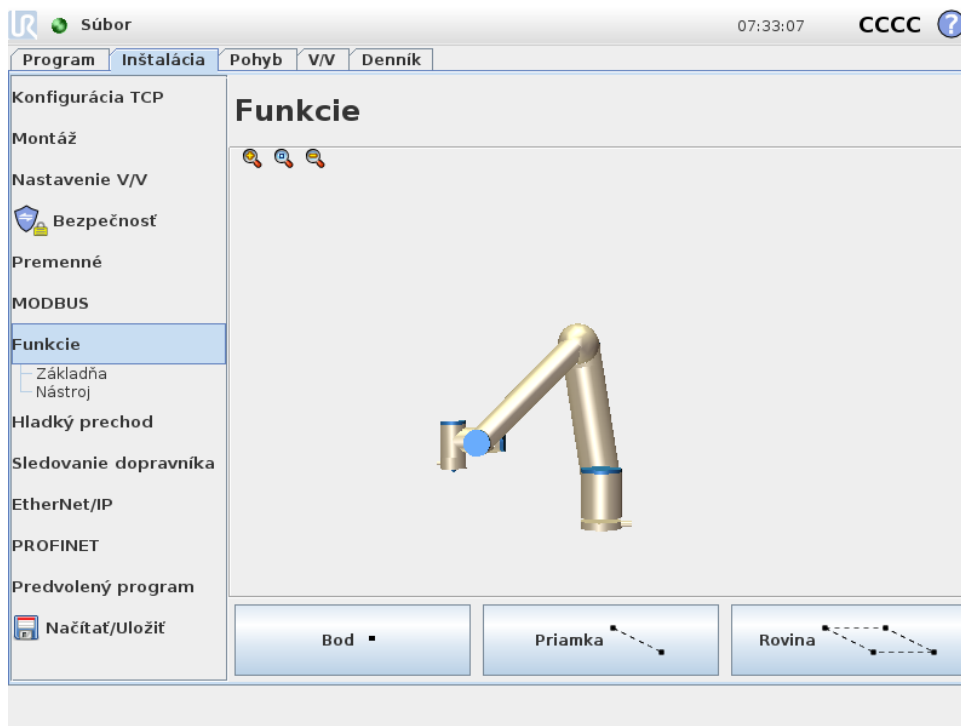 UR Súbor 07:33:07 CCCC ?
Program Inštalácia Pohyb V/V Denník
Konfigurácia TCP
Montáž
Nastavenie V/V
Bezpečnosť
Premenné
MODBUS
Funkcie
Základňa
Nástroj
Hladký prechod
Sledovanie dopravníka
EtherNet/IP
PROFINET
Predvolený program
Načítať/Uložiť
Funkcie
Bod Priamka Rovina